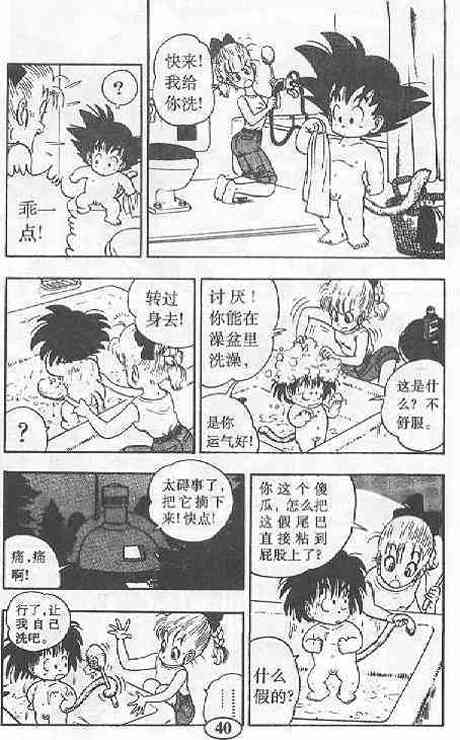 快来！
我给
你洗！
？
乖一
点！
这是什
么？不
舒服。
讨厌！
你能在
澡盆里
洗澡，
是你
运气好！
转过
身去！
？
你这个傻
瓜，怎么把
这假尾巴
直接粘到
屁股上了？
什么
假的？
太碍事了，
把它摘下
来！快点！
痛，痛
啊！
………
行了，让
我自己
洗吧。
40